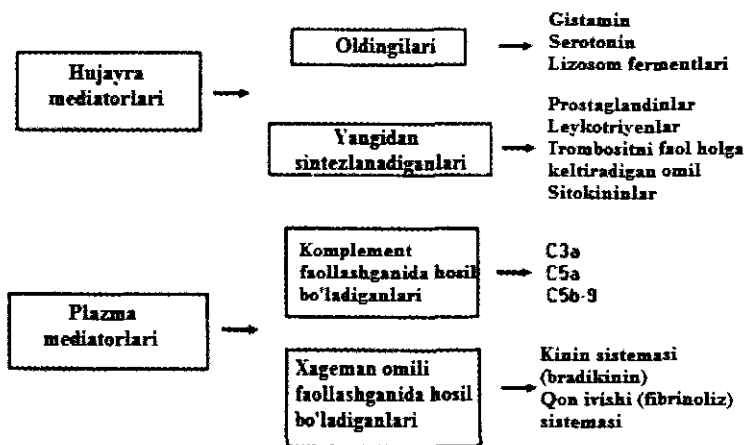 Hujayra
mediatorlari
Oldingilari
Gistamin
Serotonin
Lizosom fermentlari
Yangidan
sintezlanadiganlari
Prostaglandinlar
Leykotriyenlar
Trombositni faol holga
keltiradigan omil
Sitokininlar
Plazma
mediatorlari
Komplement
faollashganida hosil
bo'ladiganlari
C3a
C5a
C5b-9
Xageman omili
faollashganida hosil
bo'ladiganlari
Kinin sistemasi
(bradikinin)
Qon ivishi (fibrinoliz)
sistemasi